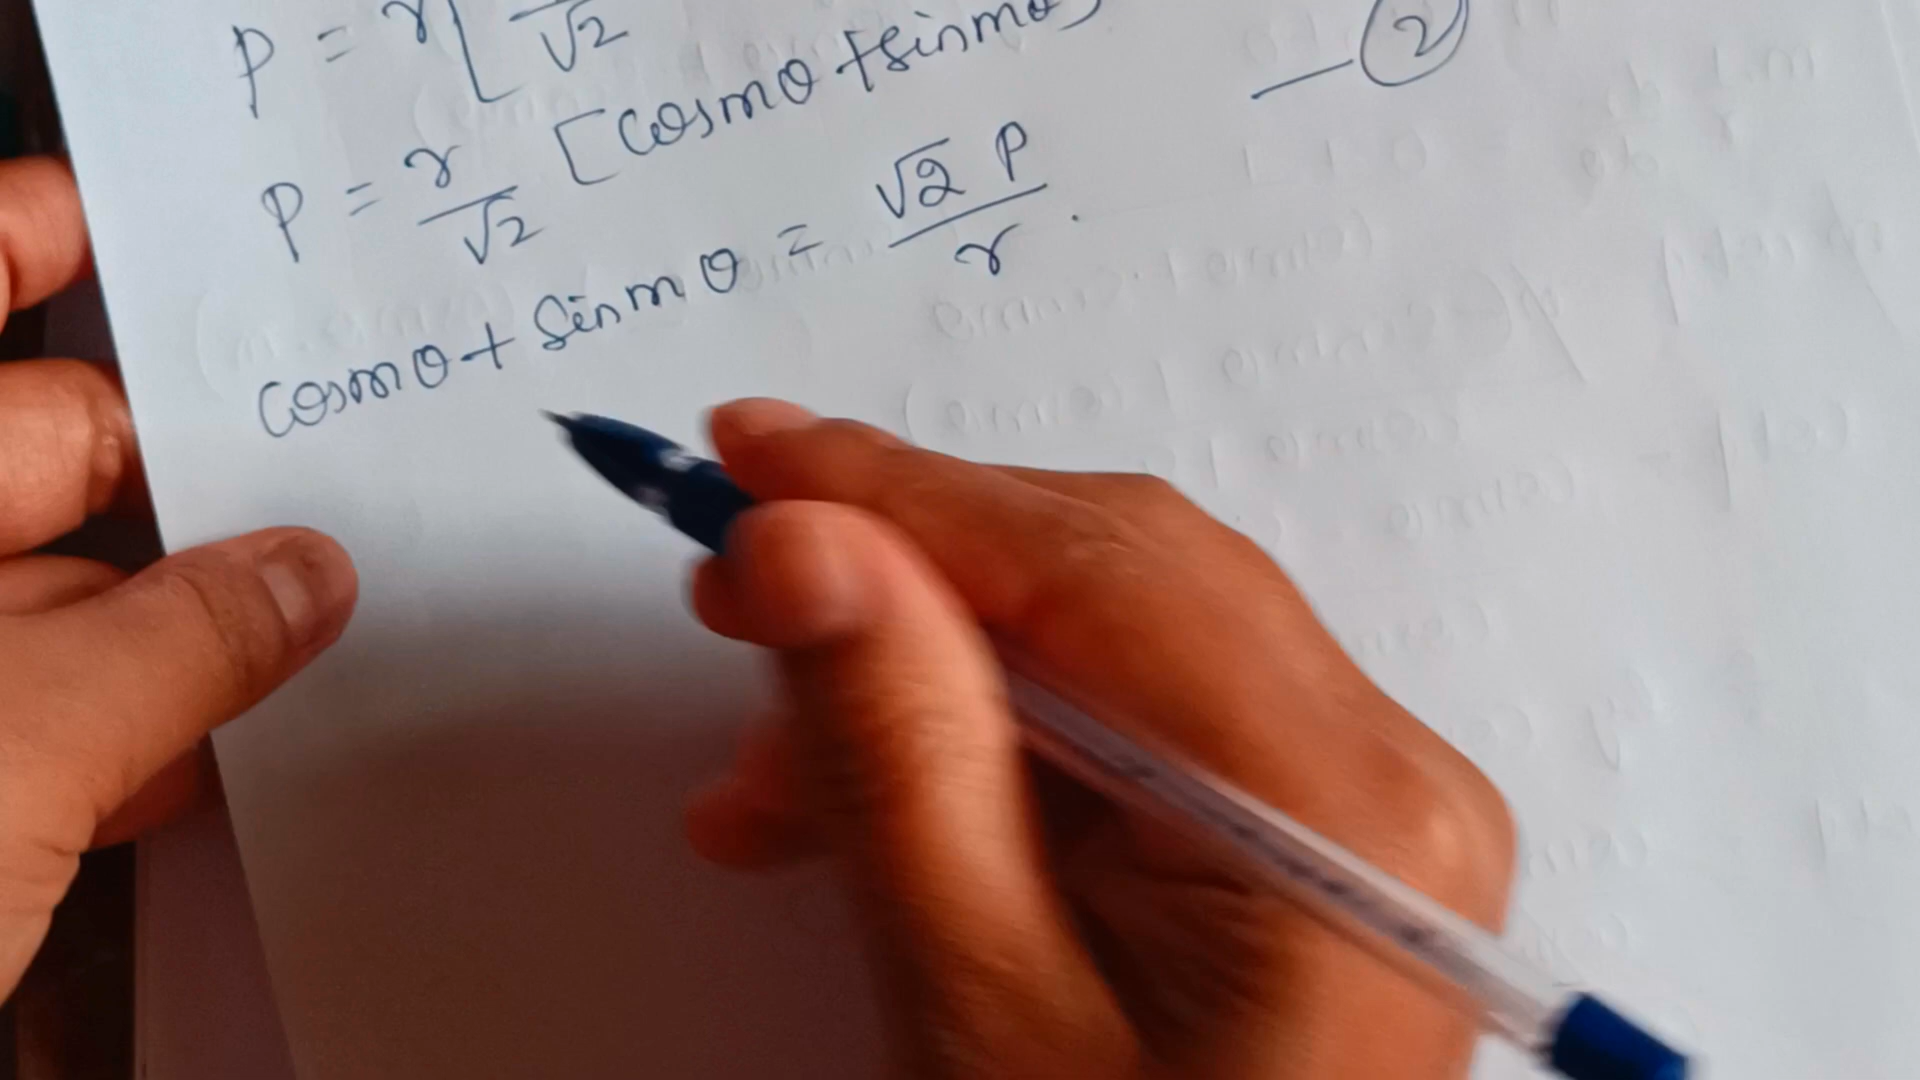 p = r[ /√2
p = r/√2 [cosmθ + sinmθ] —②
cosmθ + sinmθ = √2 p/r.